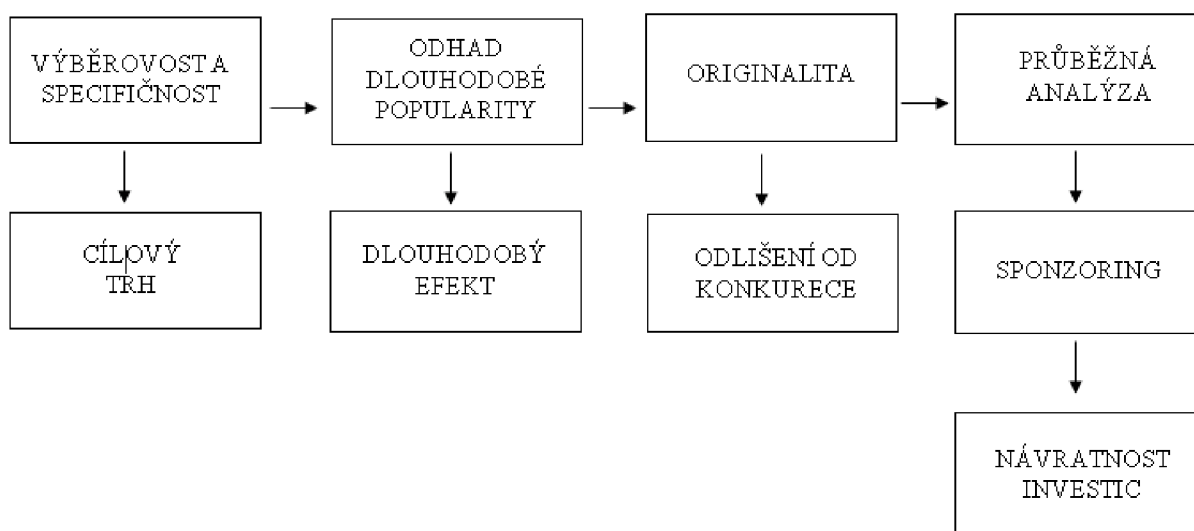 VÝBĚROVOST A
SPECIFIČNOST
ODHAD
DLOUHODOBÉ
POPULARITY
ORIGINALITA
PRŮBĚŽNÁ
ANALÝZA
CÍLOVÝ
TRH
DLOUHODOBÝ
EFEKT
ODLIŠENÍ OD
KONKURECE
SPONZORING
NÁVRATNOST
INVESTIC